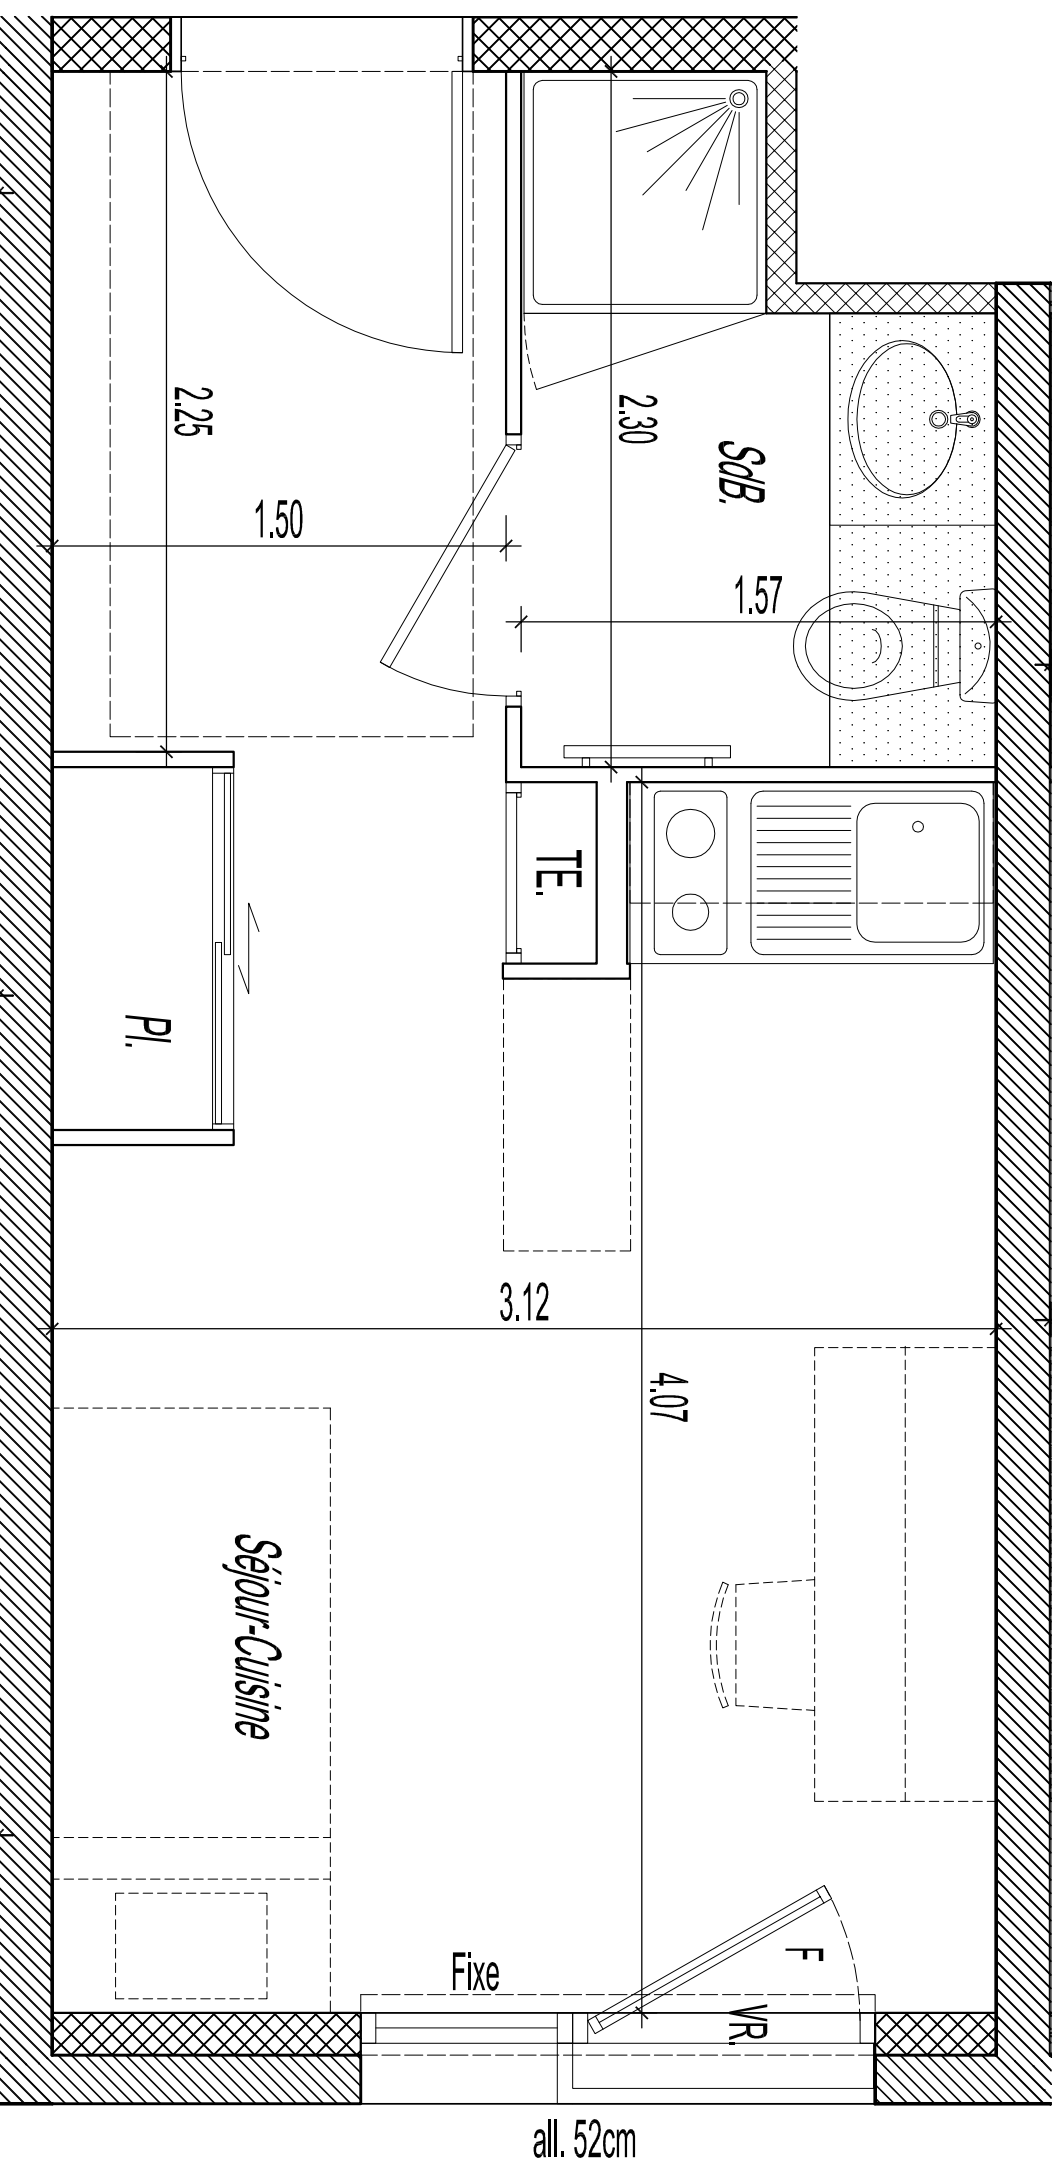 2.25
2.30
SdB.
1.50
1.57
TE.
Pl.
3.12
4.07
Séjour-Cuisine
F
Fixe
VR.
all. 52cm